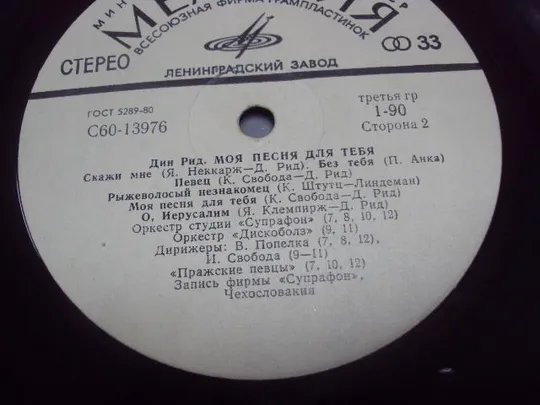 МИН
ВСЕСОЮЗНАЯ ФИРМА ГРАМПЛАСТИНОК
СТЕРЕО
33
ЛЕНИНГРАДСКИЙ ЗАВОД
ГОСТ 5289-80
С60-13976
третья гр
1-90
Сторона 2
Дин Рид. МОЯ ПЕСНЯ ДЛЯ ТЕБЯ
Скажи мне (Я. Неккарж—Д. Рид). Без тебя (П. Анка)
Певец (К. Свобода—Д. Рид)
Рыжеволосый незнакомец (К. Штутц—Линдеман)
Моя песня для тебя (К. Свобода—Д. Рид)
О, Иерусалим (Я. Клемпирж—Д. Рид)
Оркестр студии «Супрафон» (7, 8, 10, 12)
Оркестр «Дискоболз» (9, 11)
Дирижеры: В. Попелка (7, 8, 12),
И. Свобода (9—11)
«Пражские певцы» (7, 10, 12)
Запись фирмы «Супрафон»,
Чехословакия